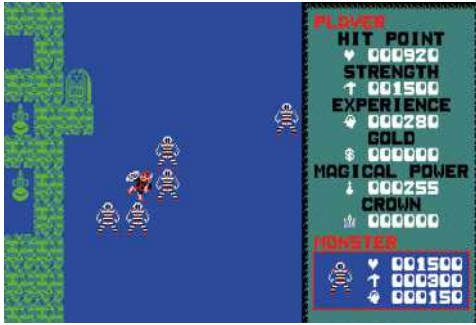 PLAYER
HIT POINT
000920
STRENGTH
001500
EXPERIENCE
000280
GOLD
000000
MAGICAL POWER
000255
CROWN
000000
MONSTER
001500
000300
000150